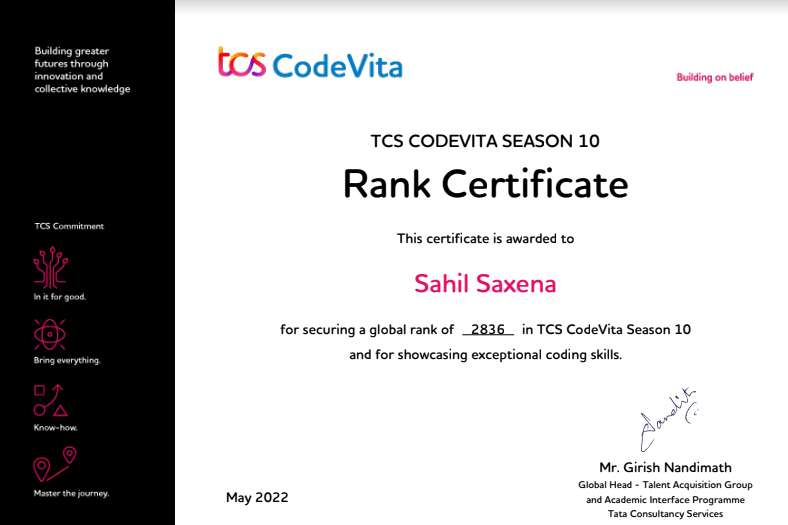 Building greater
futures through
innovation and
collective knowledge
TCS Commitment
In it for good.
Bring everything.
Know-how.
Master the journey.
tcs CodeVita
Building on belief
TCS CODEVITA SEASON 10
Rank Certificate
This certificate is awarded to
Sahil Saxena
for securing a global rank of 2836 in TCS CodeVita Season 10
and for showcasing exceptional coding skills.
May 2022
Mr. Girish Nandimath
Global Head - Talent Acquisition Group
and Academic Interface Programme
Tata Consultancy Services